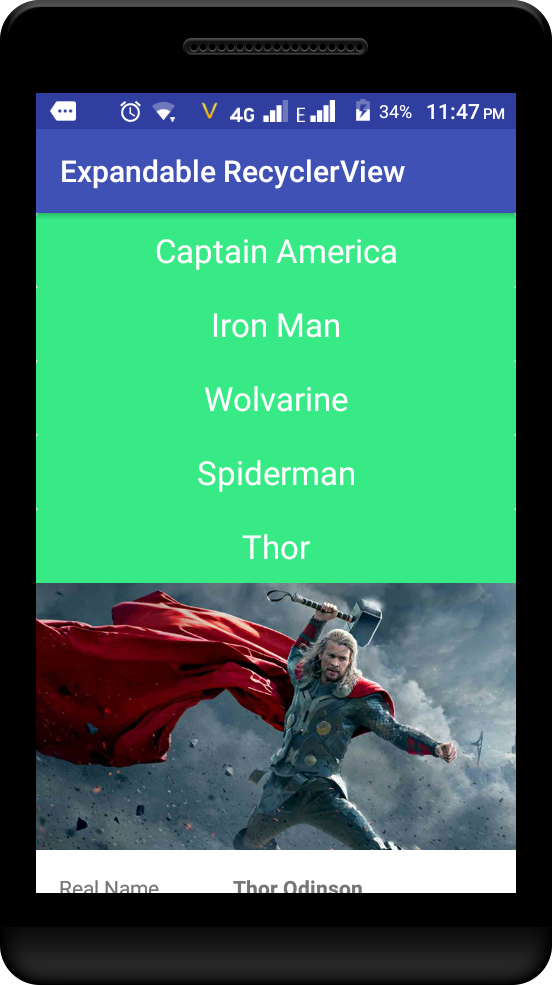 4G E 34% 11:47 PM
Expandable RecyclerView
Captain America
Iron Man
Wolvarine
Spiderman
Thor
Real Name Thor Odinson